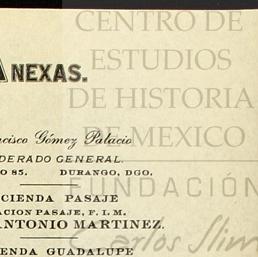 CENTRO DE
ESTUDIOS
DE HISTORIA
DE MEXICO
FUNDACIÓN
Carlos Slim
ANEXAS.
cisco Gómez Palacio
DERADO GENERAL.
O 85. DURANGO, DGO.
CIENDA PASAJE
ACION PASAJE, F. I. M.
ANTONIO MARTINEZ.
ENDA GUADALUPE